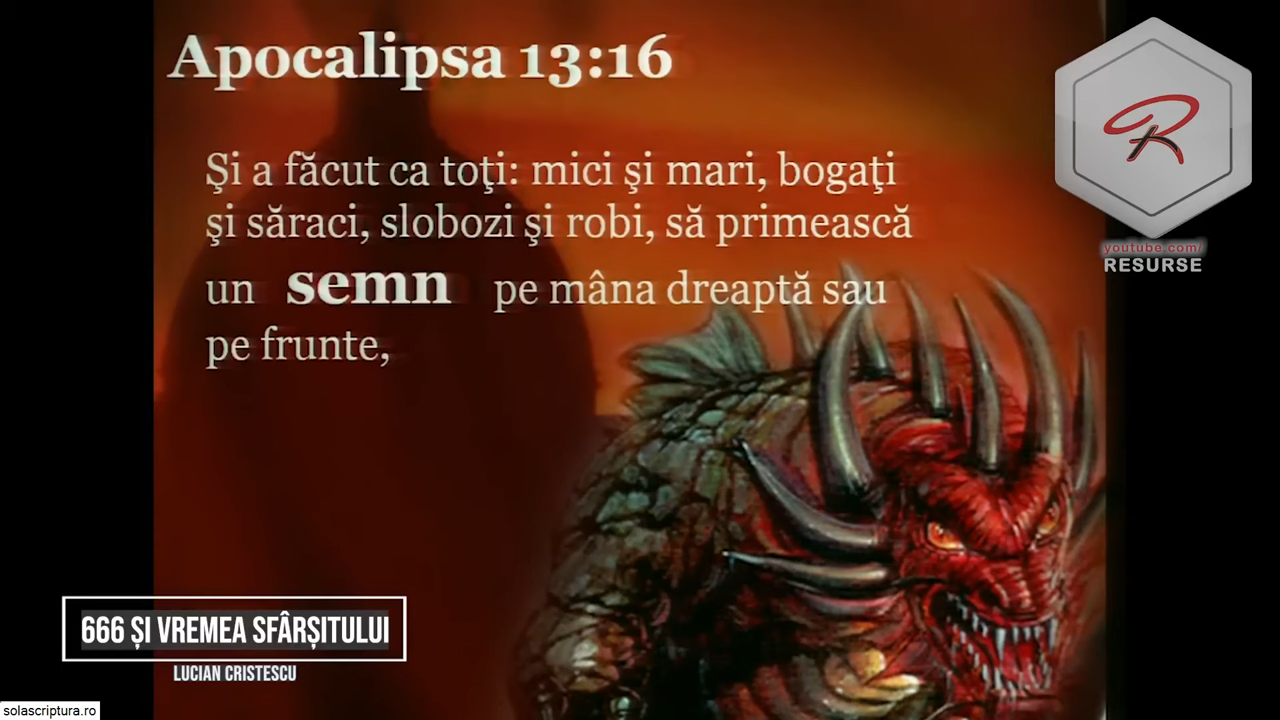 Apocalipsa 13:16
Şi a făcut ca toţi: mici şi mari, bogaţi
şi săraci, slobozi şi robi, să primească
un semn pe mâna dreaptă sau
pe frunte,
R
youtube.com/
RESURSE
666 ȘI VREMEA SFÂRȘITULUI
LUCIAN CRISTESCU
solascriptura.ro